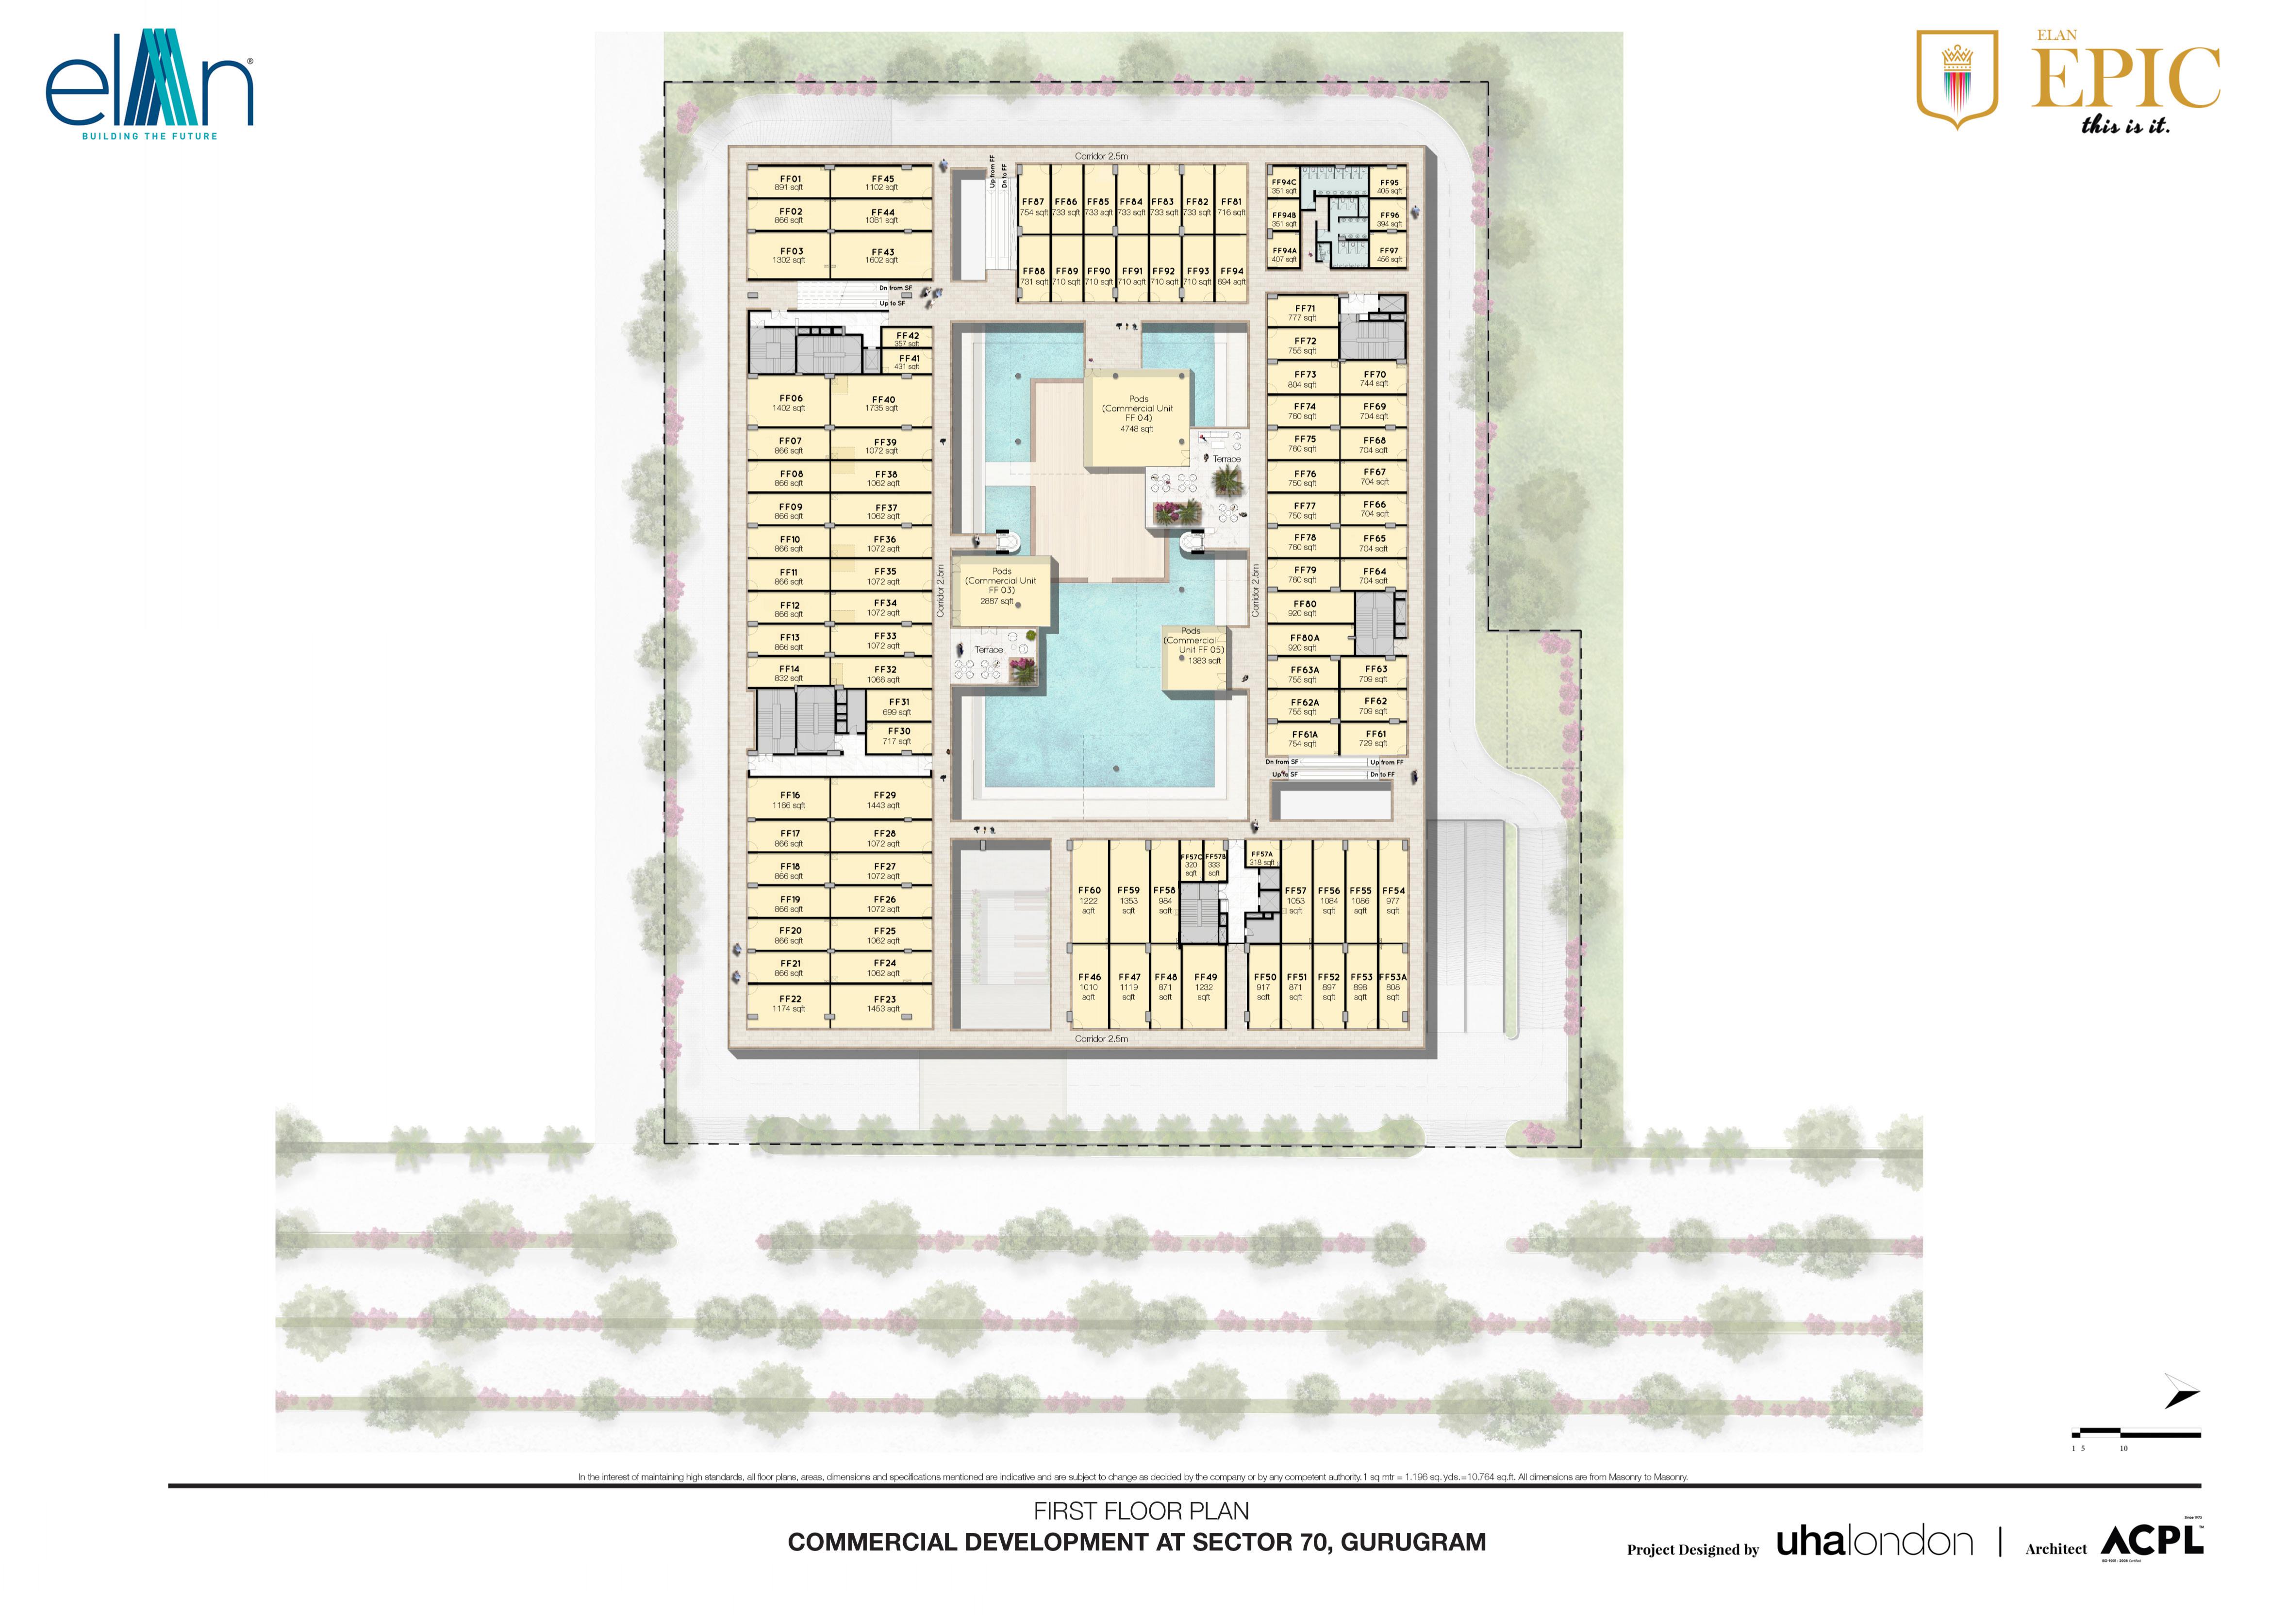 elan®
BUILDING THE FUTURE
ELAN
EPIC
this is it.
Corridor 2.5m
Up from FF
Dn to FF
FF01
891 sqft
FF45
1102 sqft
FF02
866 sqft
FF44
1061 sqft
FF03
1302 sqft
FF43
1602 sqft
Dn from SF
Up to SF
FF42
357 sqft
FF41
431 sqft
FF06
1402 sqft
FF40
1735 sqft
FF07
866 sqft
FF39
1072 sqft
FF08
866 sqft
FF38
1062 sqft
FF09
866 sqft
FF37
1062 sqft
FF10
866 sqft
FF36
1072 sqft
FF11
866 sqft
FF35
1072 sqft
FF12
866 sqft
FF34
1072 sqft
FF13
866 sqft
FF33
1072 sqft
FF14
832 sqft
FF32
1066 sqft
FF31
699 sqft
FF30
717 sqft
FF16
1166 sqft
FF29
1443 sqft
FF17
866 sqft
FF28
1072 sqft
FF18
866 sqft
FF27
1072 sqft
FF19
866 sqft
FF26
1072 sqft
FF20
866 sqft
FF25
1062 sqft
FF21
866 sqft
FF24
1062 sqft
FF22
1174 sqft
FF23
1453 sqft
FF87
754 sqft
FF86
733 sqft
FF85
733 sqft
FF84
733 sqft
FF83
733 sqft
FF82
733 sqft
FF81
716 sqft
FF88
731 sqft
FF89
710 sqft
FF90
710 sqft
FF91
710 sqft
FF92
710 sqft
FF93
710 sqft
FF94
694 sqft
Pods
(Commercial Unit
FF 04)
4748 sqft
Terrace
Corridor 2.5m
Pods
(Commercial Unit
FF 03)
2887 sqft
Terrace
Pods
(Commercial
Unit FF 05)
1383 sqft
Corridor 2.5m
FF94C
351 sqft
FF95
405 sqft
FF94B
351 sqft
FF96
394 sqft
FF94A
407 sqft
FF97
456 sqft
FF71
777 sqft
FF72
755 sqft
FF73
804 sqft
FF70
744 sqft
FF74
760 sqft
FF69
704 sqft
FF75
760 sqft
FF68
704 sqft
FF76
750 sqft
FF67
704 sqft
FF77
750 sqft
FF66
704 sqft
FF78
760 sqft
FF65
704 sqft
FF79
760 sqft
FF64
704 sqft
FF80
920 sqft
FF80A
920 sqft
FF63A
755 sqft
FF63
709 sqft
FF62A
755 sqft
FF62
709 sqft
FF61A
754 sqft
FF61
729 sqft
Dn from SF
Up from FF
Up to SF
Dn to FF
FF60
1222
sqft
FF59
1353
sqft
FF58
984
sqft
FF57C
320
sqft
FF57B
333
sqft
FF57A
318 sqft
FF57
1053
sqft
FF56
1084
sqft
FF55
1086
sqft
FF54
977
sqft
FF46
1010
sqft
FF47
1119
sqft
FF48
871
sqft
FF49
1232
sqft
FF50
917
sqft
FF51
871
sqft
FF52
897
sqft
FF53
898
sqft
FF53A
808
sqft
Corridor 2.5m
1 5 10
In the interest of maintaining high standards, all floor plans, areas, dimensions and specifications mentioned are indicative and are subject to change as decided by the company or by any competent authority. 1 sq mtr = 1.196 sq. yds.=10.764 sq.ft. All dimensions are from Masonry to Masonry.
FIRST FLOOR PLAN
COMMERCIAL DEVELOPMENT AT SECTOR 70, GURUGRAM
Project Designed by uhalondon | Architect ACPL™